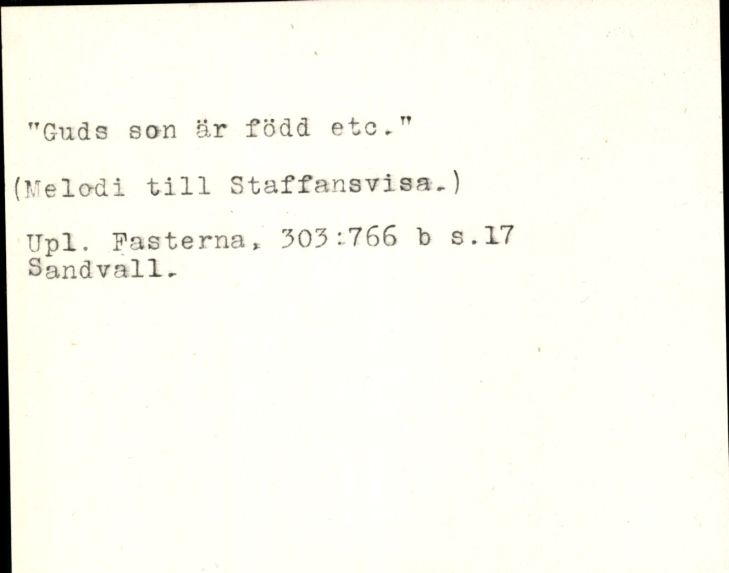 "Guds son är född etc."
(Melodi till Staffansvisa.)
Upl. Fasterna, 303:766 b s.17
Sandvall.